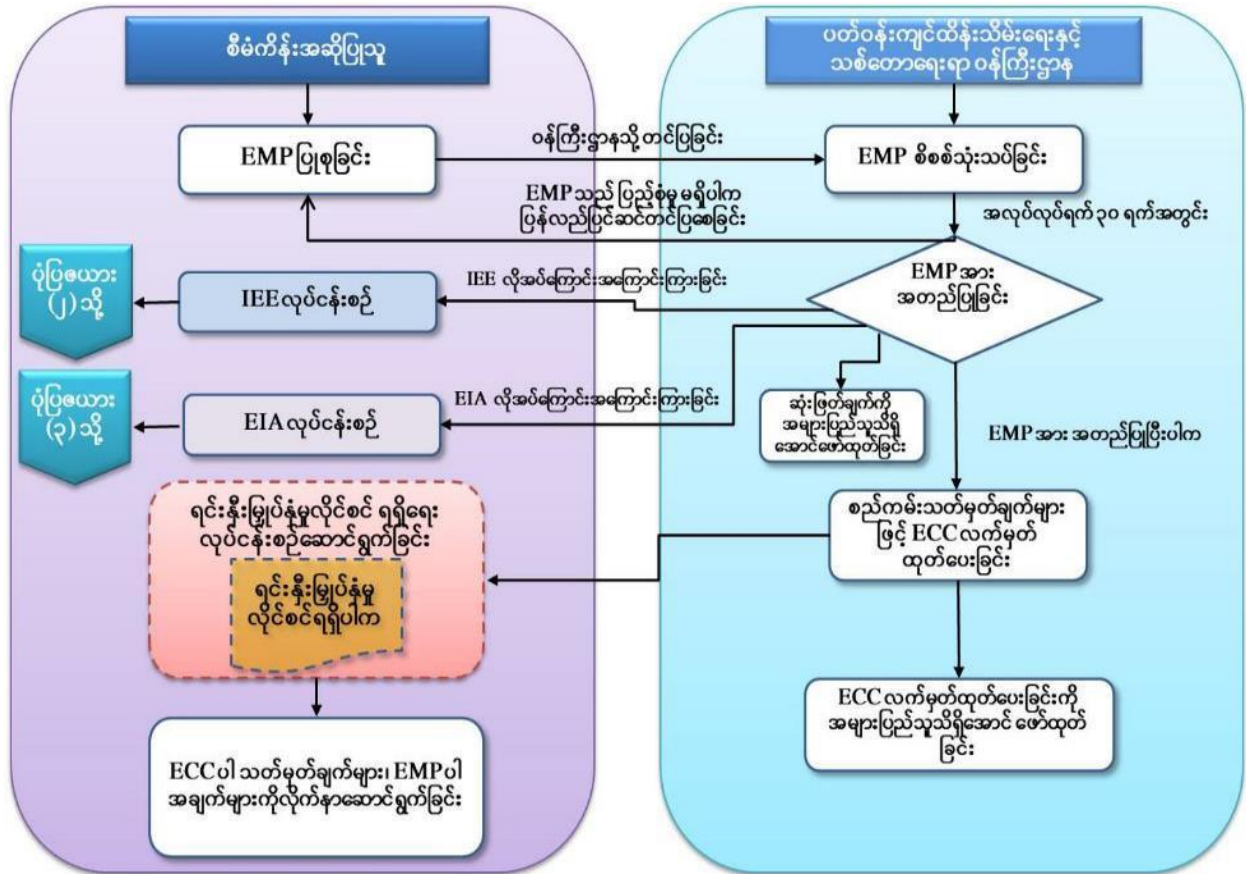 စီမံကိန်းအဆိုပြုသူ
ပတ်ဝန်းကျင်ထိန်းသိမ်းရေးနှင့်
သစ်တောရေးရာ ဝန်ကြီးဌာန
EMP ပြုစုခြင်း
ဝန်ကြီးဌာနသို့ တင်ပြခြင်း
EMP စိစစ်သုံးသပ်ခြင်း
EMP သည် ပြည့်စုံမှု မရှိပါက
ပြန်လည်ပြင်ဆင်တင်ပြစေခြင်း
အလုပ်လုပ်ရက် ၃၀ ရက်အတွင်း
EMP အား
အတည်ပြုခြင်း
IEE လိုအပ်ကြောင်းအကြောင်းကြားခြင်း
ပုံပြဇယား
(၂) သို့
IEE လုပ်ငန်းစဉ်
ပုံပြဇယား
(၃) သို့
EIA လုပ်ငန်းစဉ်
EIA လိုအပ်ကြောင်းအကြောင်းကြားခြင်း
ဆုံးဖြတ်ချက်ကို
အများပြည်သူသိရှိ
အောင်ဖော်ထုတ်ခြင်း
EMP အား အတည်ပြုပြီးပါက
ရင်းနှီးမြှုပ်နှံမှုလိုင်စင် ရရှိရေး
လုပ်ငန်းစဉ်ဆောင်ရွက်ခြင်း
ရင်းနှီးမြှုပ်နှံမှု
လိုင်စင်ရရှိပါက
စည်ကမ်းသတ်မှတ်ချက်များ
ဖြင့် ECC လက်မှတ်
ထုတ်ပေးခြင်း
ECC လက်မှတ်ထုတ်ပေးခြင်းကို
အများပြည်သူသိရှိအောင် ဖော်ထုတ်
ခြင်း
ECC ပါ သတ်မှတ်ချက်များ၊ EMP ပါ
အချက်များကိုလိုက်နာဆောင်ရွက်ခြင်း